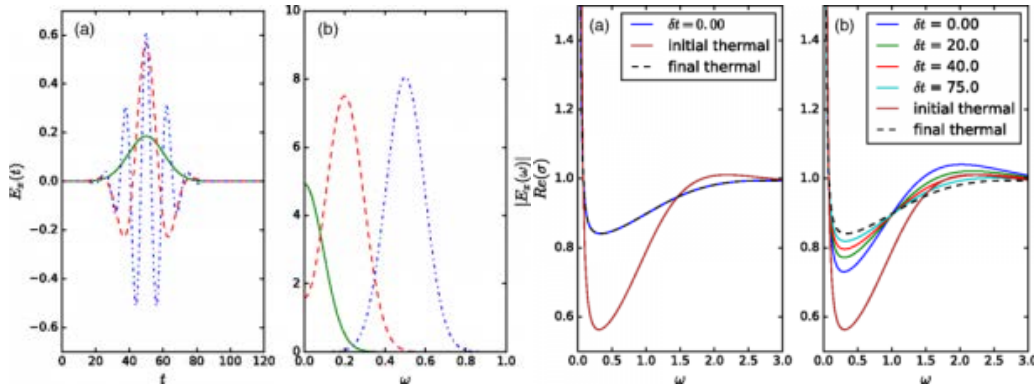 (a)
E_x(t)
0.6
0.4
0.2
0.0
−0.2
−0.4
−0.6
0 20 40 60 80 100 120
t
(b)
10
8
6
4
2
0
0.0 0.2 0.4 0.6 0.8 1.0
ω
|E_x(ω)|
Re(σ)
(a)
δt = 0.00
initial thermal
final thermal
1.4
1.2
1.0
0.8
0.6
0.0 0.5 1.0 1.5 2.0 2.5 3.0
ω
(b)
δt = 0.00
δt = 20.0
δt = 40.0
δt = 75.0
initial thermal
final thermal
1.4
1.2
1.0
0.8
0.6
0.0 0.5 1.0 1.5 2.0 2.5 3.0
ω